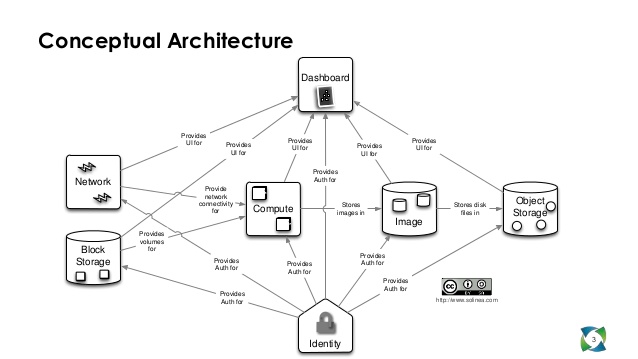 Conceptual Architecture
Dashboard
Provides
UI for
Provides
UI for
Provides
UI for
Provides
UI for
Provides
UI for
Provides
Auth for
Network
Provide
network
connectivity
for
Compute
Stores
images in
Image
Stores disk
files in
Object
Storage
Block
Storage
Provides
volumes
for
Provides
Auth for
Provides
Auth for
Provides
Auth for
Provides
Auth for
Provides
Auth for
Identity
cc
BY
http://www.solinea.com
3